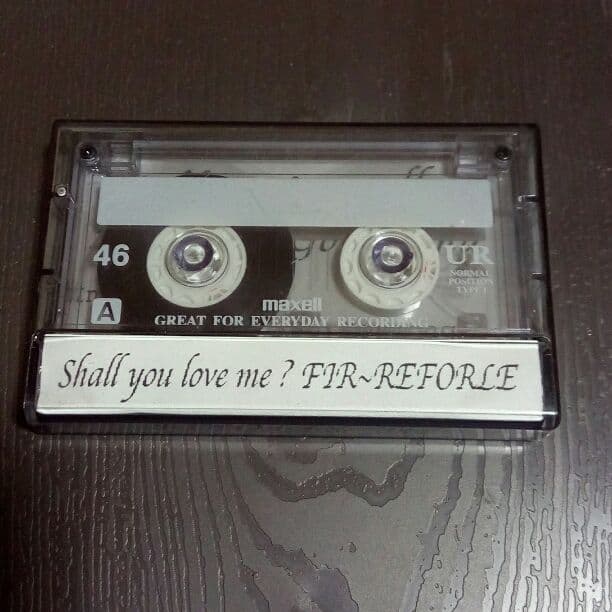 46
UR
NORMAL
POSITION
TYPE I
A
maxell
GREAT FOR EVERYDAY RECORDING
Shall you love me ? FIR~REFORLE